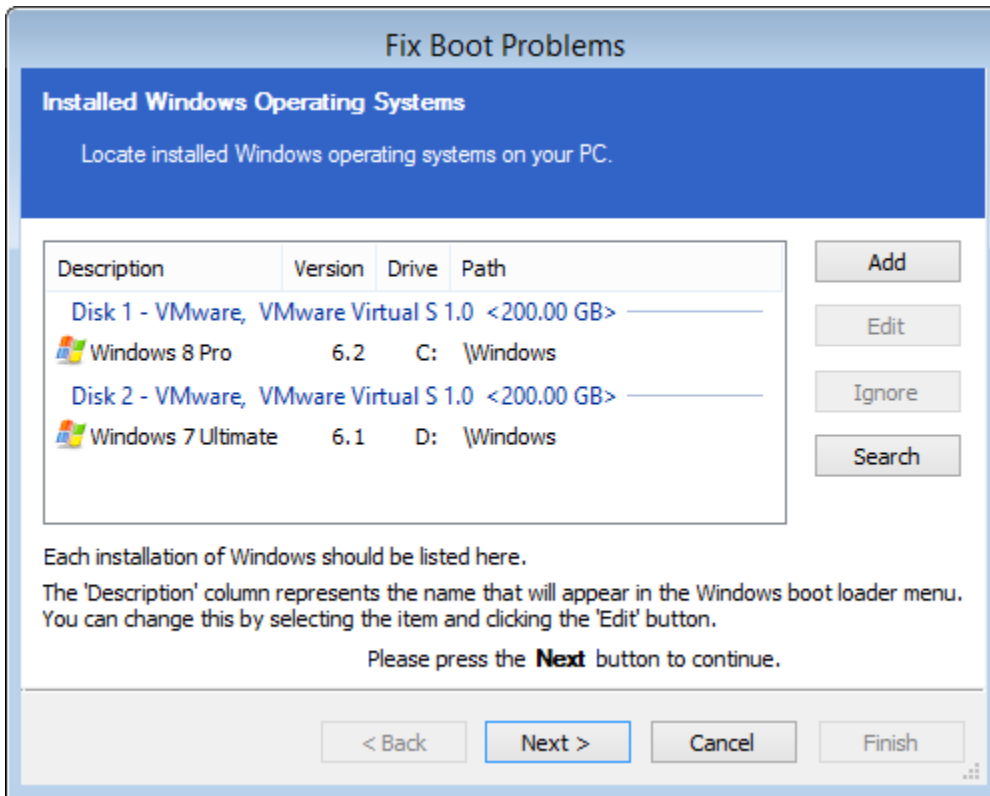 Fix Boot Problems
Installed Windows Operating Systems
Locate installed Windows operating systems on your PC.
Description Version Drive Path
Disk 1 - VMware, VMware Virtual S 1.0 <200.00 GB>
Windows 8 Pro 6.2 C: \Windows
Disk 2 - VMware, VMware Virtual S 1.0 <200.00 GB>
Windows 7 Ultimate 6.1 D: \Windows
Add
Edit
Ignore
Search
Each installation of Windows should be listed here.
The 'Description' column represents the name that will appear in the Windows boot loader menu.
You can change this by selecting the item and clicking the 'Edit' button.
Please press the Next button to continue.
< Back Next > Cancel Finish